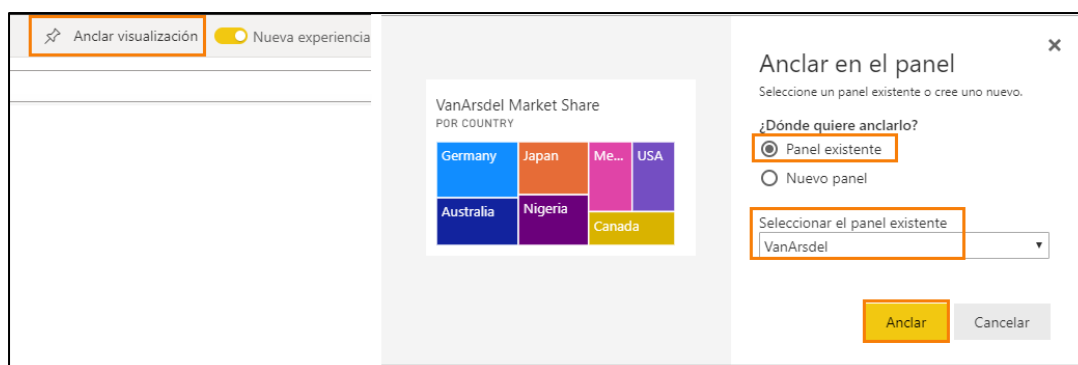 Anclar visualización
Nueva experiencia
VanArsdel Market Share
POR COUNTRY
Germany
Japan
Me...
USA
Australia
Nigeria
Canada
Anclar en el panel
Seleccione un panel existente o cree uno nuevo.
¿Dónde quiere anclarlo?
Panel existente
Nuevo panel
Seleccionar el panel existente
VanArsdel
Anclar
Cancelar